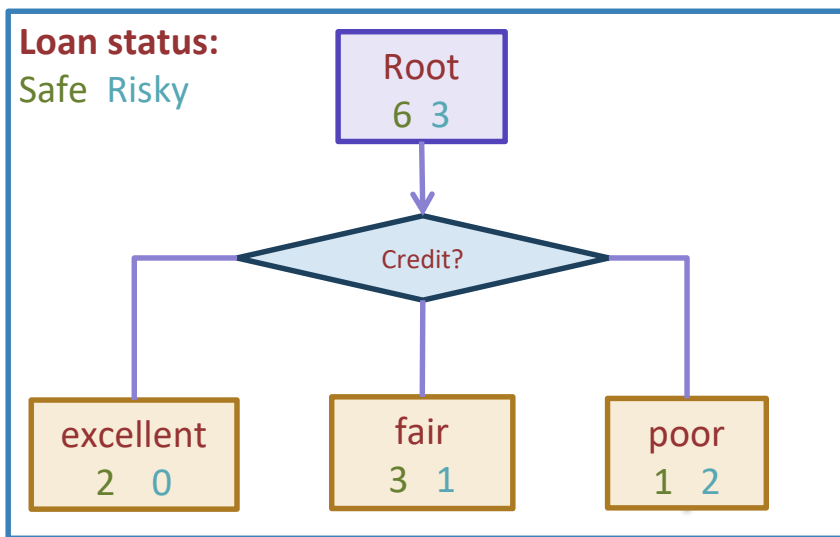 Loan status:
Safe Risky
Root
6 3
Credit?
excellent
2 0
fair
3 1
poor
1 2